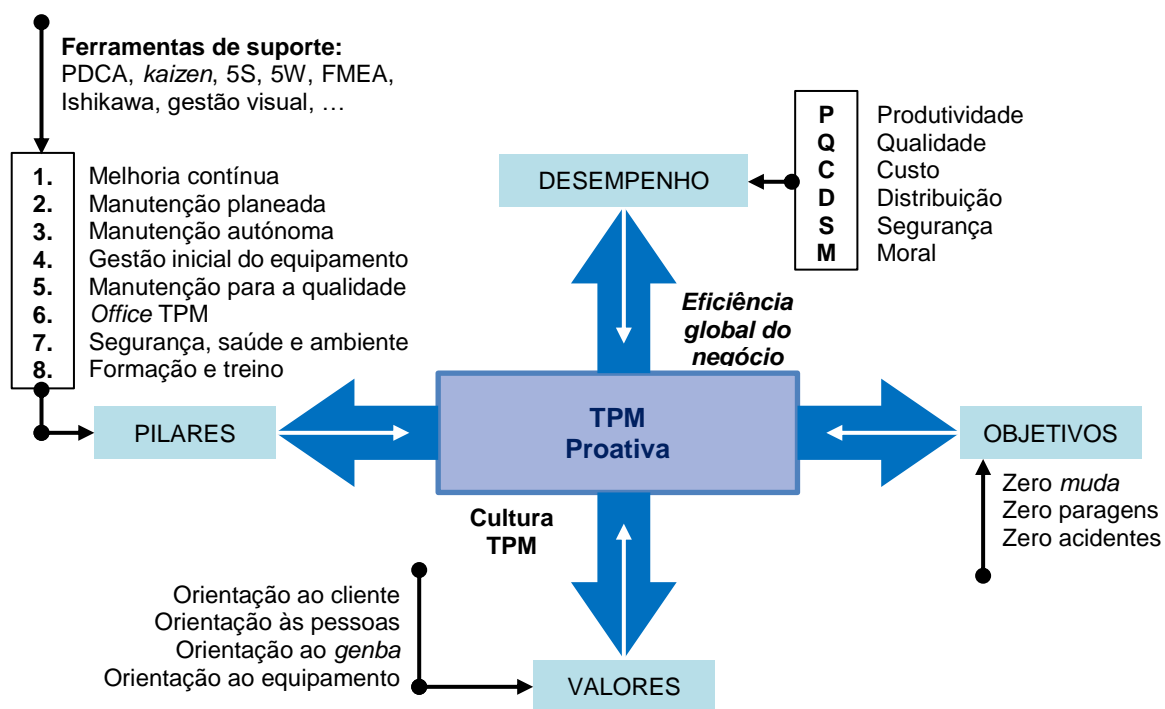 Ferramentas de suporte:
PDCA, kaizen, 5S, 5W, FMEA,
Ishikawa, gestão visual, …
1. Melhoria contínua
2. Manutenção planeada
3. Manutenção autónoma
4. Gestão inicial do equipamento
5. Manutenção para a qualidade
6. Office TPM
7. Segurança, saúde e ambiente
8. Formação e treino
PILARES
DESEMPENHO
P Produtividade
Q Qualidade
C Custo
D Distribuição
S Segurança
M Moral
Eficiência
global do
negócio
TPM
Proativa
OBJETIVOS
Zero muda
Zero paragens
Zero acidentes
Cultura
TPM
Orientação ao cliente
Orientação às pessoas
Orientação ao genba
Orientação ao equipamento
VALORES